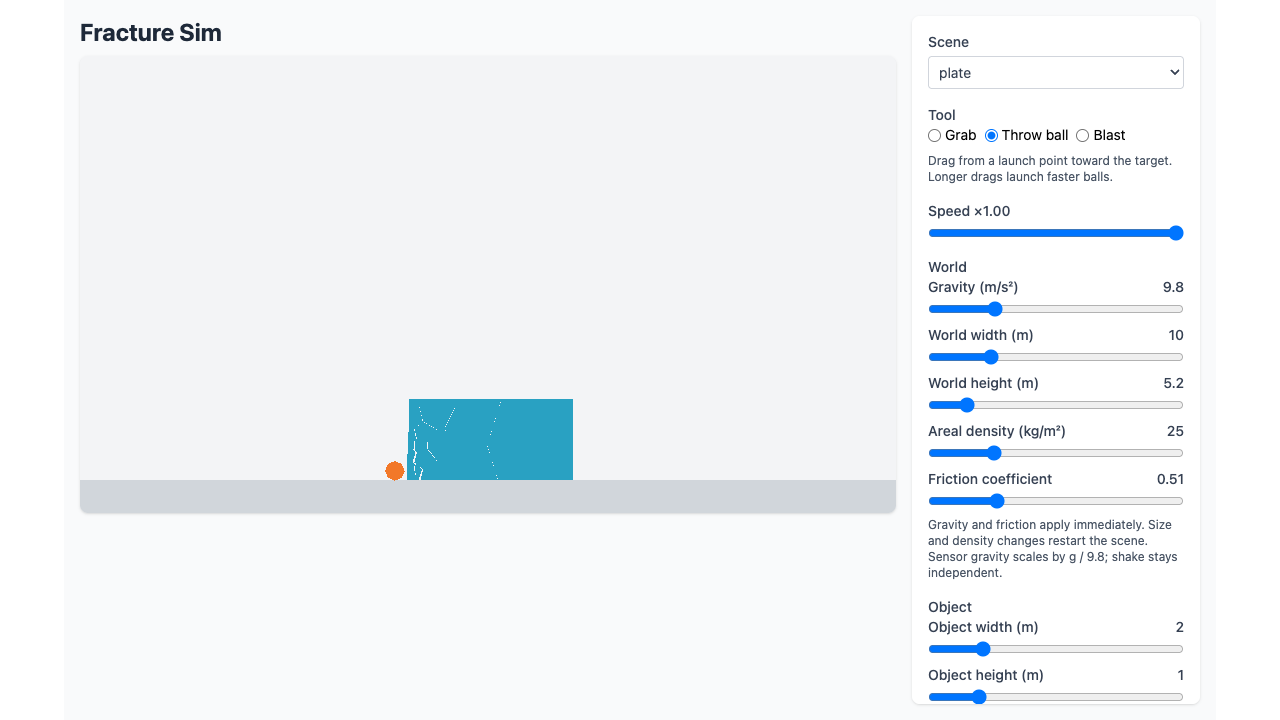 Fracture Sim
Scene
plate
Tool
Grab Throw ball Blast
Drag from a launch point toward the target.
Longer drags launch faster balls.
Speed ×1.00
World
Gravity (m/s²) 9.8
World width (m) 10
World height (m) 5.2
Areal density (kg/m²) 25
Friction coefficient 0.51
Gravity and friction apply immediately. Size
and density changes restart the scene.
Sensor gravity scales by g / 9.8; shake stays
independent.
Object
Object width (m) 2
Object height (m) 1